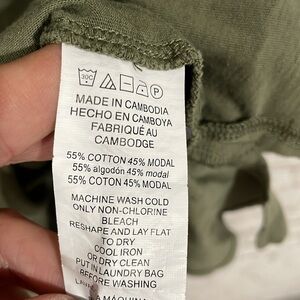 30C P
MADE IN CAMBODIA
HECHO EN CAMBOYA
FABRIQUÉ AU
CAMBODGE
55% COTTON 45% MODAL
55% algodón 45% modal
55% COTON 45% MODAL
MACHINE WASH COLD
ONLY NON-CHLORINE
BLEACH
RESHAPE AND LAY FLAT
TO DRY
COOL IRON
OR DRY CLEAN
PUT IN LAUNDRY BAG
BEFORE WASHING
A MÁQUINA